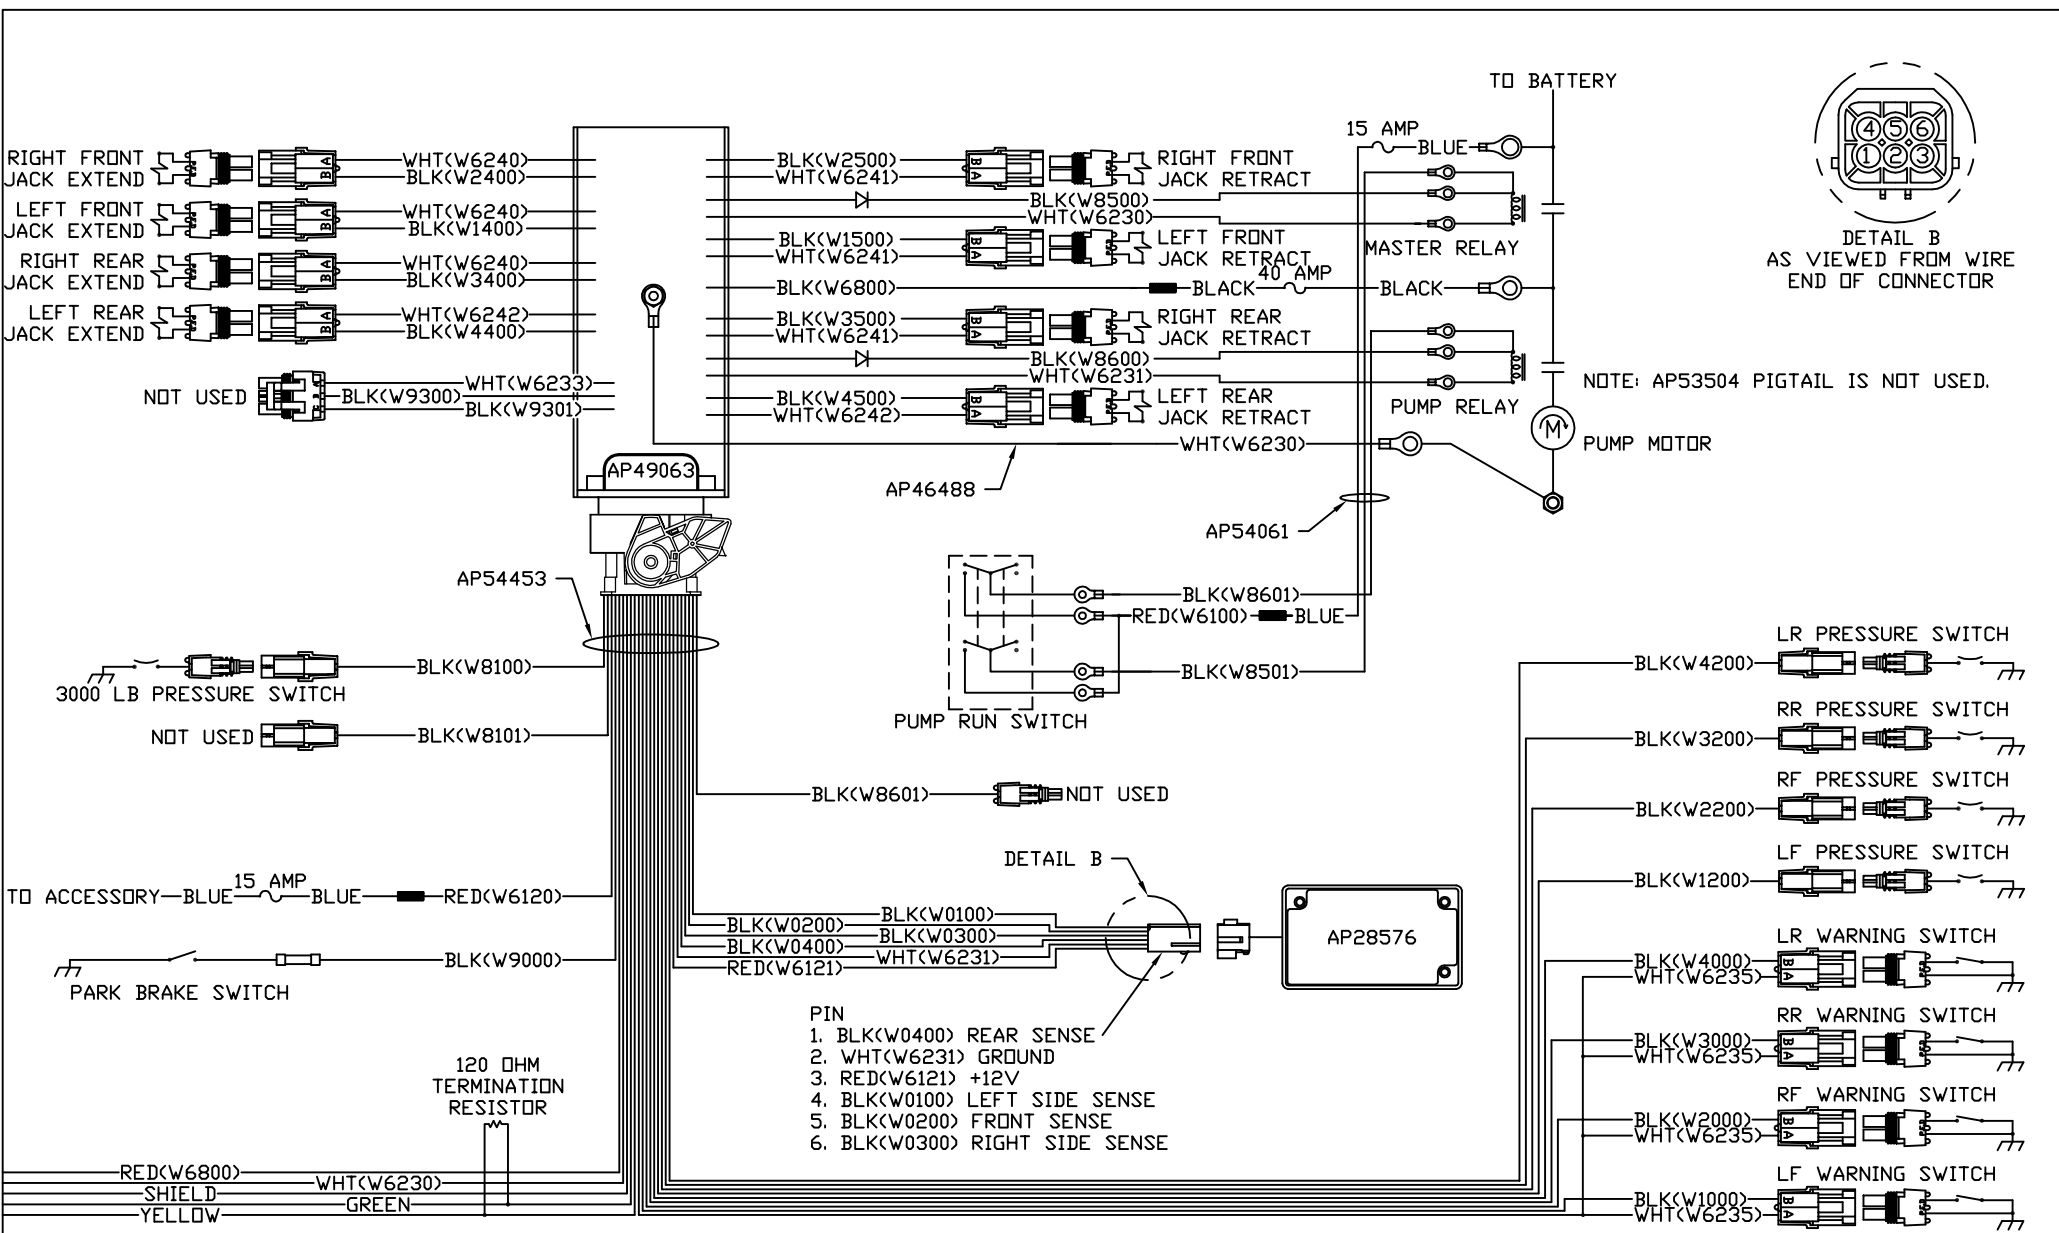 TO BATTERY
15 AMP
BLUE
RIGHT FRONT
JACK EXTEND
WHT(W6240)
BLK(W2400)
A
B
LEFT FRONT
JACK EXTEND
WHT(W6240)
BLK(W1400)
A
B
RIGHT REAR
JACK EXTEND
WHT(W6240)
BLK(W3400)
A
B
LEFT REAR
JACK EXTEND
WHT(W6242)
BLK(W4400)
A
B
NOT USED
WHT(W6233)
BLK(W9300)
BLK(W9301)
BLK(W2500)
WHT(W6241)
B
A
RIGHT FRONT
JACK RETRACT
BLK(W8500)
WHT(W6230)
BLK(W1500)
WHT(W6241)
B
A
LEFT FRONT
JACK RETRACT
MASTER RELAY
BLK(W6800)
BLACK
40 AMP
BLACK
BLK(W3500)
WHT(W6241)
B
A
RIGHT REAR
JACK RETRACT
BLK(W8600)
WHT(W6231)
BLK(W4500)
WHT(W6242)
B
A
LEFT REAR
JACK RETRACT
PUMP RELAY
WHT(W6230)
M
PUMP MOTOR
NOTE: AP53504 PIGTAIL IS NOT USED.
4 5 6
1 2 3
DETAIL B
AS VIEWED FROM WIRE
END OF CONNECTOR
AP49063
AP46488
AP54061
AP54453
BLK(W8601)
RED(W6100)
BLUE
BLK(W8501)
PUMP RUN SWITCH
BLK(W8100)
3000 LB PRESSURE SWITCH
NOT USED
BLK(W8101)
BLK(W8601)
NOT USED
TO ACCESSORY
BLUE
15 AMP
BLUE
RED(W6120)
BLK(W9000)
PARK BRAKE SWITCH
DETAIL B
BLK(W0100)
BLK(W0200)
BLK(W0300)
BLK(W0400)
WHT(W6231)
RED(W6121)
AP28576
PIN
1. BLK(W0400) REAR SENSE
2. WHT(W6231) GROUND
3. RED(W6121) +12V
4. BLK(W0100) LEFT SIDE SENSE
5. BLK(W0200) FRONT SENSE
6. BLK(W0300) RIGHT SIDE SENSE
120 OHM
TERMINATION
RESISTOR
RED(W6800)
WHT(W6230)
SHIELD
GREEN
YELLOW
LR PRESSURE SWITCH
BLK(W4200)
RR PRESSURE SWITCH
BLK(W3200)
RF PRESSURE SWITCH
BLK(W2200)
LF PRESSURE SWITCH
BLK(W1200)
LR WARNING SWITCH
BLK(W4000)
WHT(W6235)
B
A
RR WARNING SWITCH
BLK(W3000)
WHT(W6235)
B
A
RF WARNING SWITCH
BLK(W2000)
WHT(W6235)
B
A
LF WARNING SWITCH
BLK(W1000)
WHT(W6235)
B
A